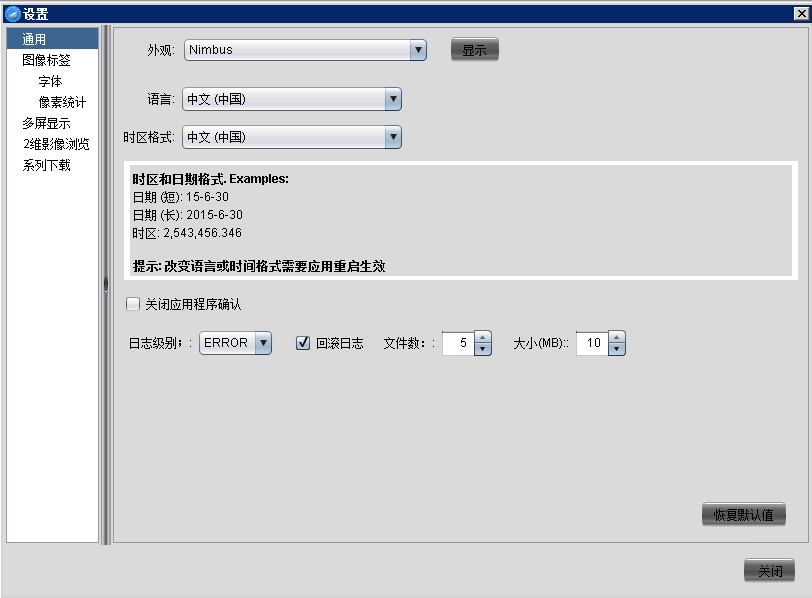 设置
通用
图像标签
字体
像素统计
多屏显示
2维影像浏览
系列下载
外观: Nimbus 显示
语言: 中文 (中国)
时区格式: 中文 (中国)
时区和日期格式. Examples:
日期 (短): 15-6-30
日期 (长): 2015-6-30
时区: 2,543,456.346
提示: 改变语言或时间格式需要应用重启生效
关闭应用程序确认
日志级别: : ERROR 回滚日志 文件数: : 5 大小(MB):: 10
恢复默认值
关闭